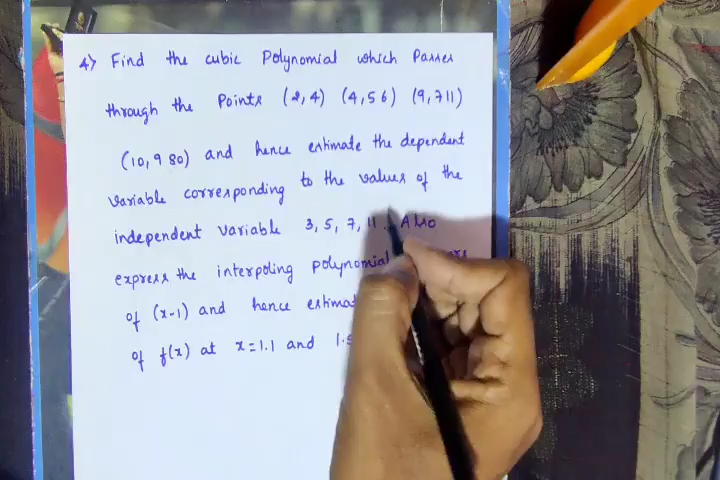 4) Find the cubic Polynomial which Passes
through the Points (2,4) (4,56) (9,711)
(10,980) and hence estimate the dependent
variable corresponding to the values of the
independent variable 3, 5, 7, 11. Also
express the interpoling polynomial
of (x-1) and hence estimat
of f(x) at x=1.1 and